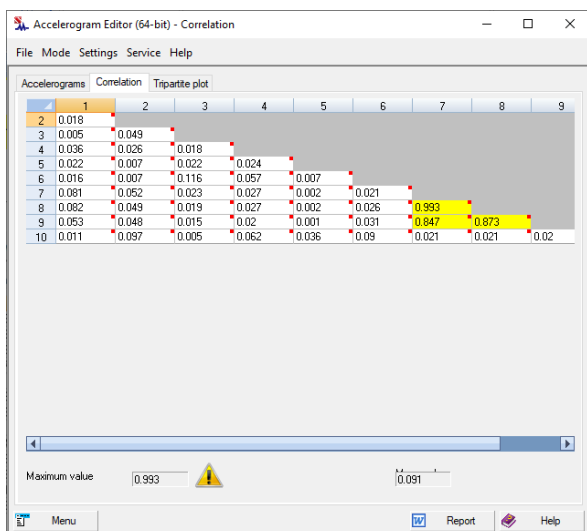 Accelerogram Editor (64-bit) - Correlation
File Mode Settings Service Help
Accelerograms Correlation Tripartite plot
1 2 3 4 5 6 7 8 9
2 0.018
3 0.005 0.049
4 0.036 0.026 0.018
5 0.022 0.007 0.022 0.024
6 0.016 0.007 0.116 0.057 0.007
7 0.081 0.052 0.023 0.027 0.002 0.021
8 0.082 0.049 0.019 0.027 0.002 0.026 0.993
9 0.053 0.048 0.015 0.02 0.001 0.031 0.847 0.873
10 0.011 0.097 0.005 0.062 0.036 0.09 0.021 0.021 0.02
Maximum value 0.993 0.091
Menu Report Help